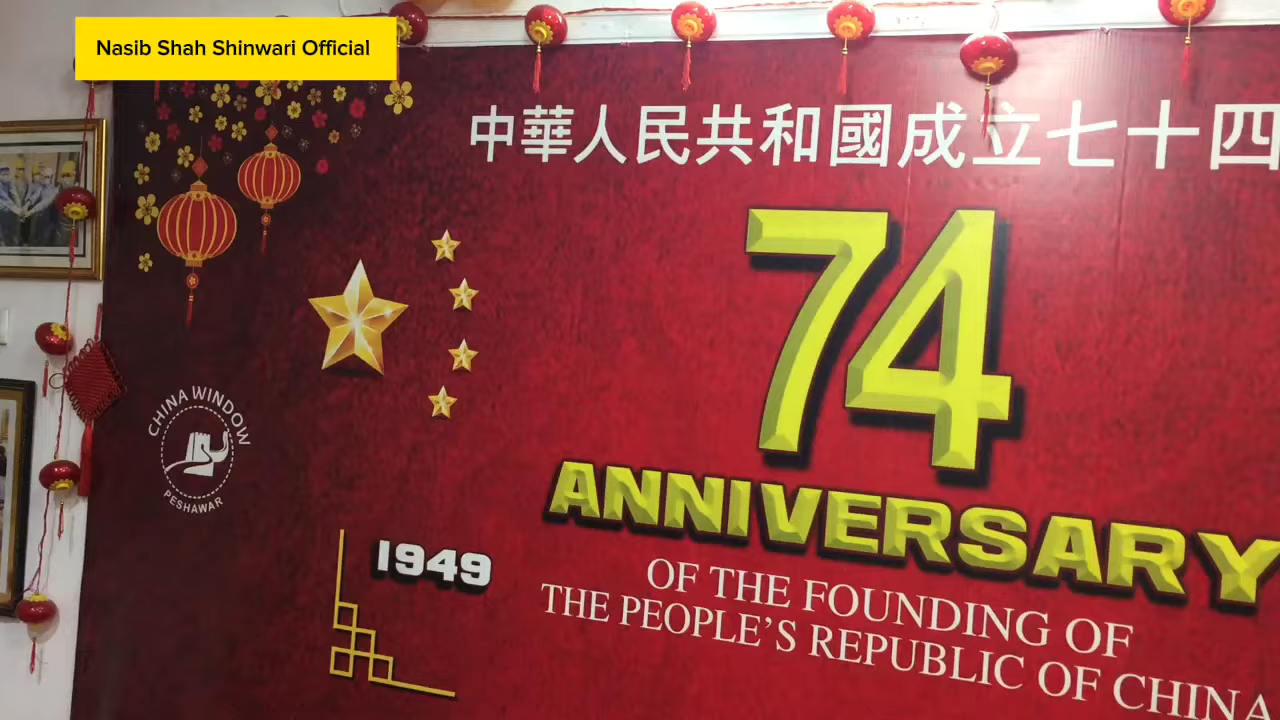 Nasib Shah Shinwari Official
中華人民共和國成立七十四
74
ANNIVERSARY
OF THE FOUNDING OF
THE PEOPLE'S REPUBLIC OF CHINA
CHINA WINDOW
PESHAWAR
1949